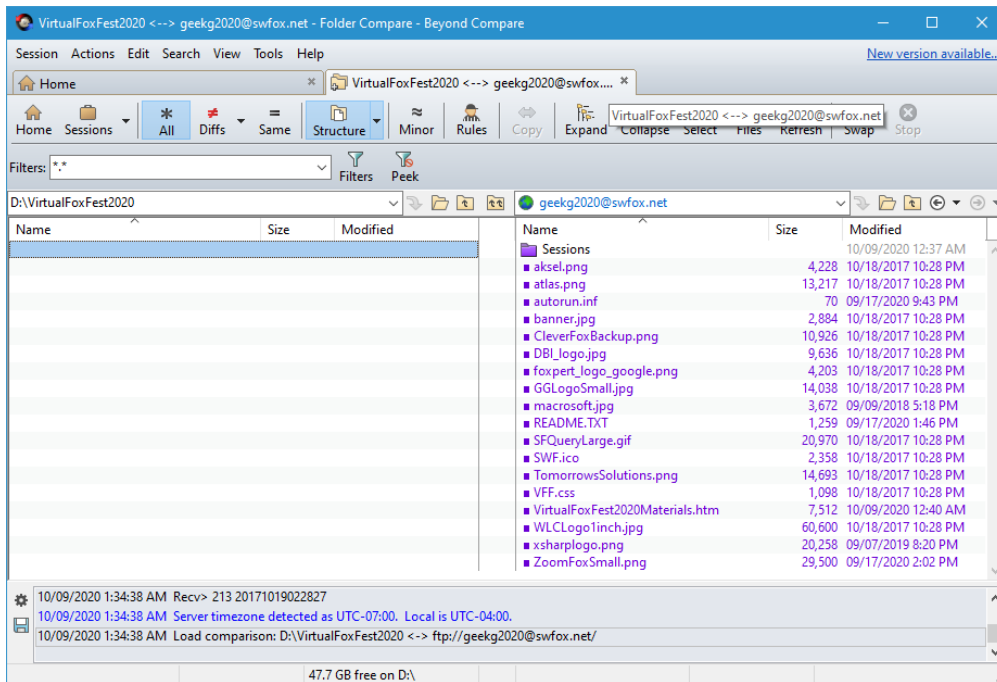 VirtualFoxFest2020 <--> geekg2020@swfox.net - Folder Compare - Beyond Compare
Session Actions Edit Search View Tools Help New version available...
Home VirtualFoxFest2020 <--> geekg2020@swfox....
Home Sessions All Diffs Same Structure Minor Rules Copy Expand Collapse Select Files Refresh Swap Stop
VirtualFoxFest2020 <--> geekg2020@swfox.net
Filters: *.* Filters Peek
D:\VirtualFoxFest2020 geekg2020@swfox.net
Name Size Modified Name Size Modified
Sessions 10/09/2020 12:37 AM
aksel.png 4,228 10/18/2017 10:28 PM
atlas.png 13,217 10/18/2017 10:28 PM
autorun.inf 70 09/17/2020 9:43 PM
banner.jpg 2,884 10/18/2017 10:28 PM
CleverFoxBackup.png 10,926 10/18/2017 10:28 PM
DBI_logo.jpg 9,636 10/18/2017 10:28 PM
foxpert_logo_google.png 4,203 10/18/2017 10:28 PM
GGLogoSmall.jpg 14,038 10/18/2017 10:28 PM
macrosoft.jpg 3,672 09/09/2018 5:18 PM
README.TXT 1,259 09/17/2020 1:46 PM
SFQueryLarge.gif 20,970 10/18/2017 10:28 PM
SWF.ico 2,358 10/18/2017 10:28 PM
TomorrowsSolutions.png 14,693 10/18/2017 10:28 PM
VFF.css 1,098 10/18/2017 10:28 PM
VirtualFoxFest2020Materials.htm 7,512 10/09/2020 12:40 AM
WLCLogo1inch.jpg 60,600 10/18/2017 10:28 PM
xsharplogo.png 20,258 09/07/2019 8:20 PM
ZoomFoxSmall.png 29,500 09/17/2020 2:02 PM
10/09/2020 1:34:38 AM Recv> 213 20171019022827
10/09/2020 1:34:38 AM Server timezone detected as UTC-07:00. Local is UTC-04:00.
10/09/2020 1:34:38 AM Load comparison: D:\VirtualFoxFest2020 <-> ftp://geekg2020@swfox.net/
47.7 GB free on D:\